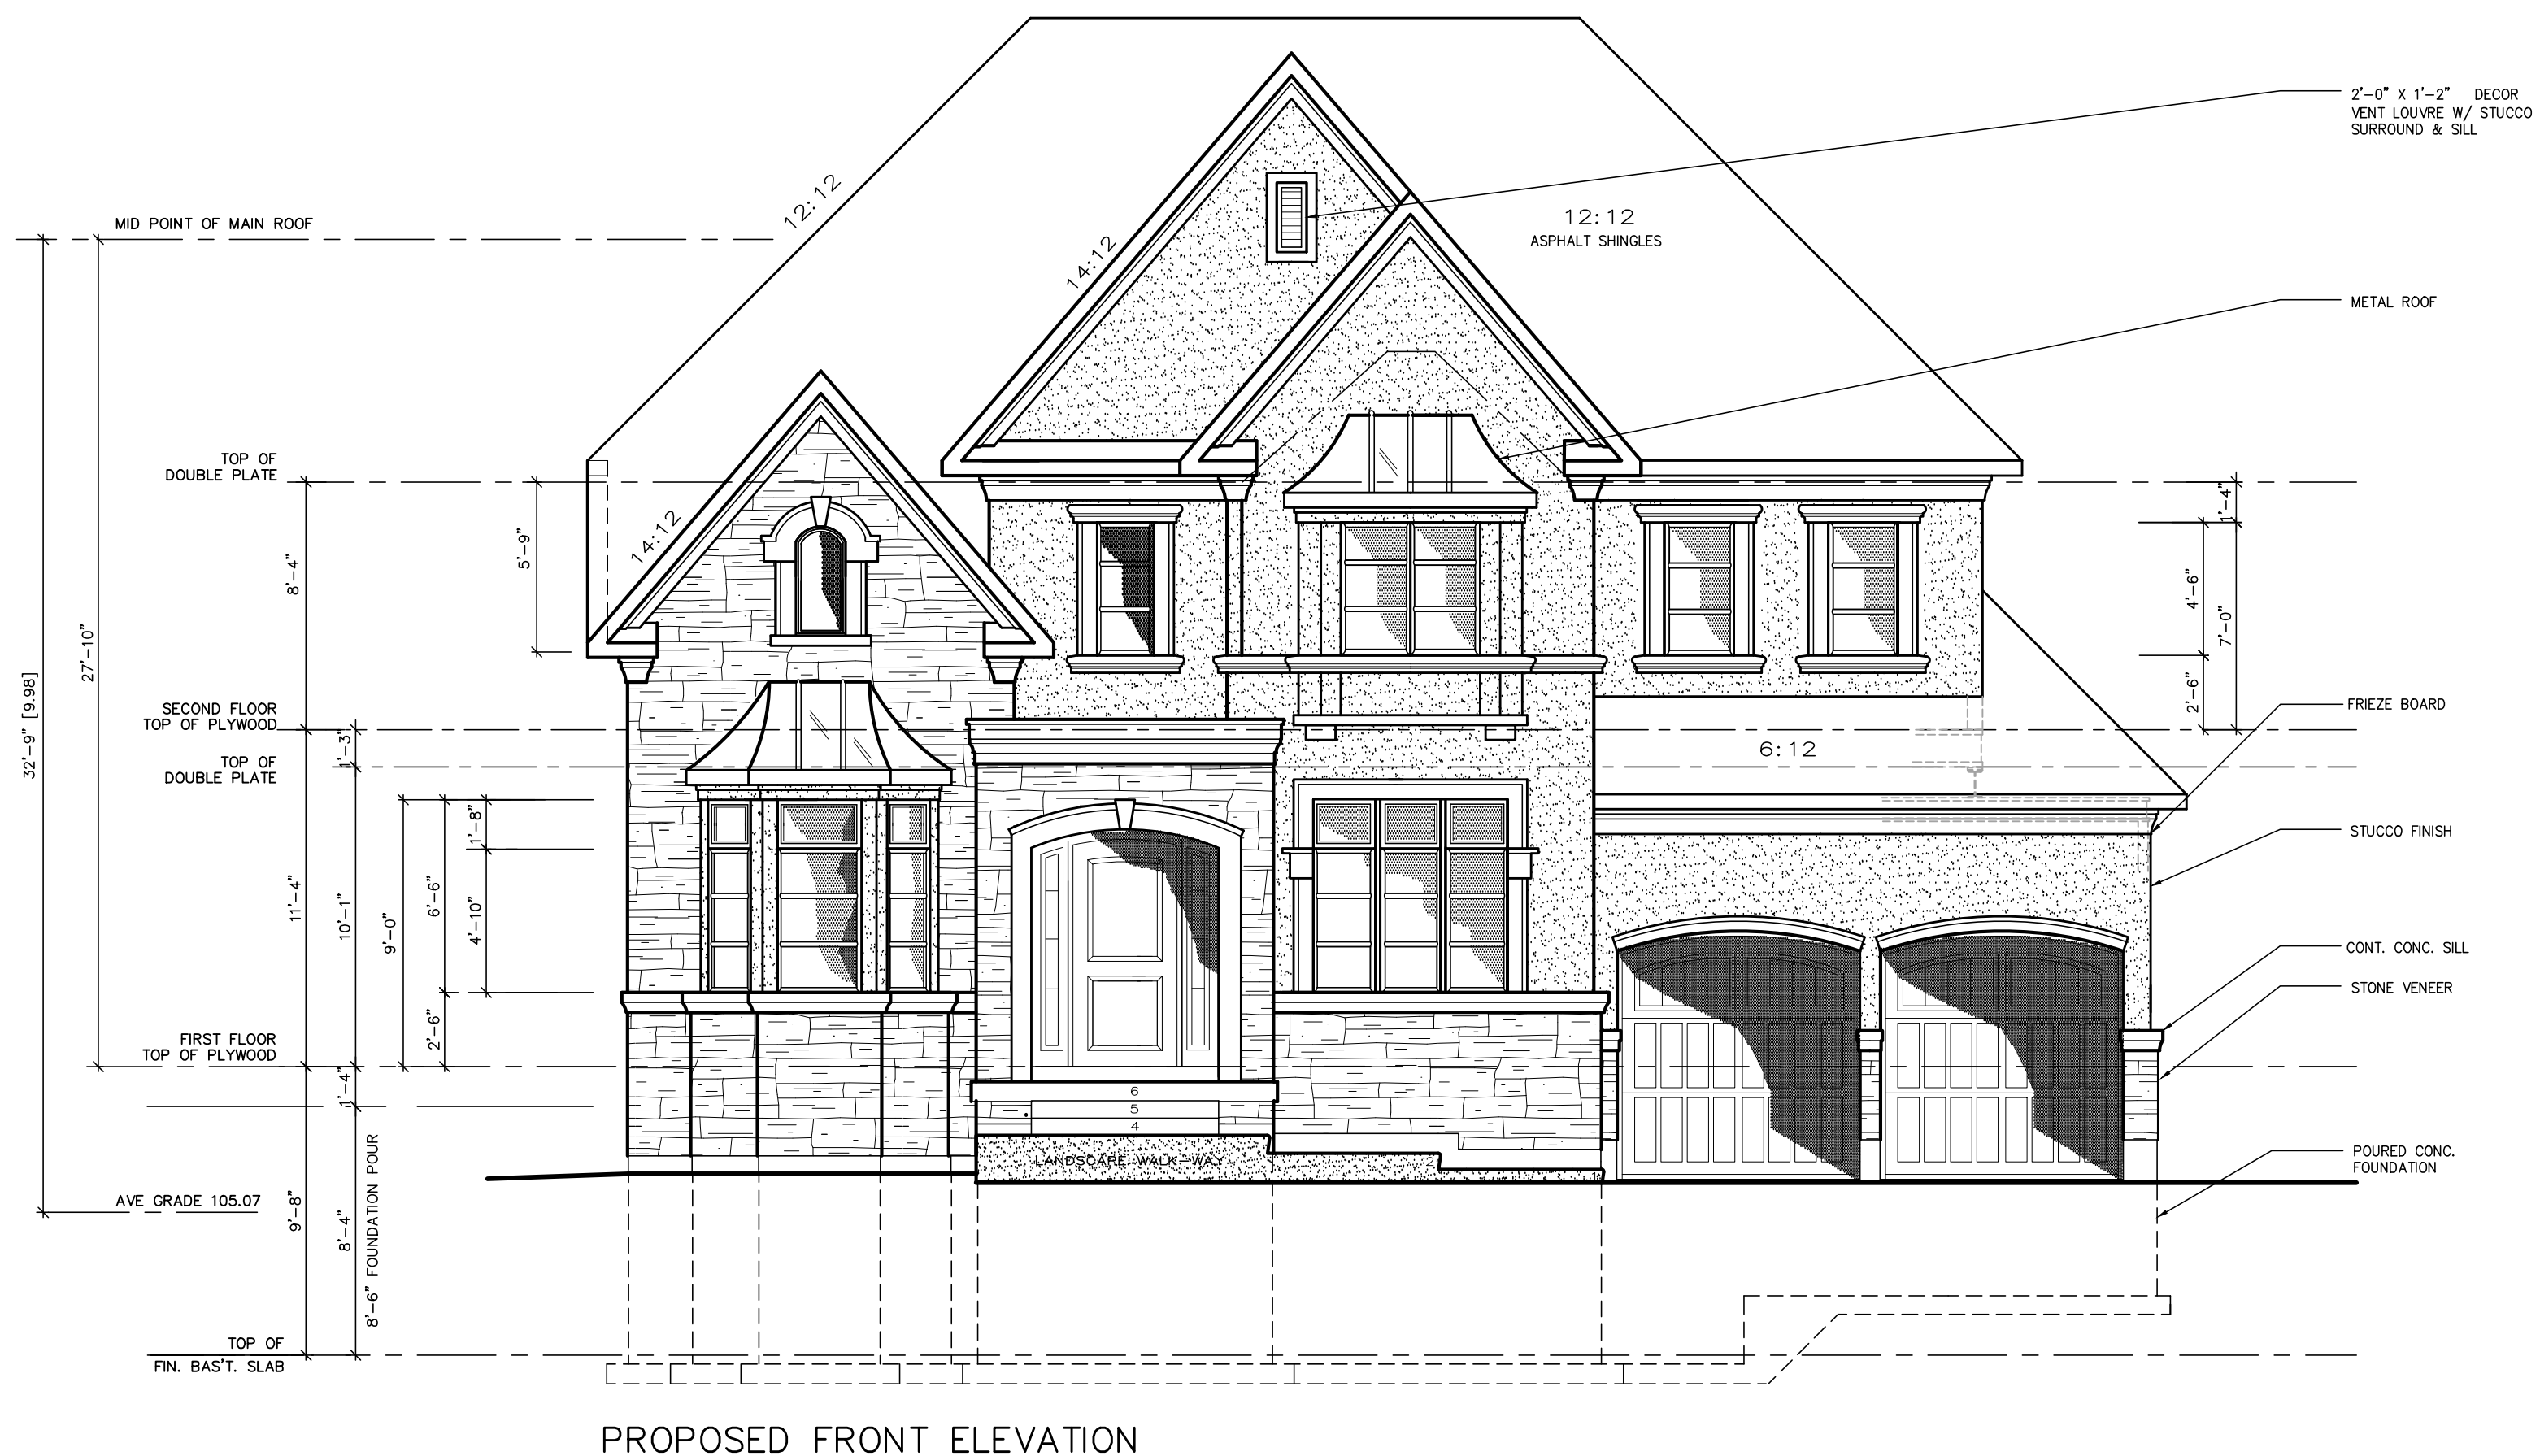 2'-0" X 1'-2" DECOR
VENT LOUVRE W/ STUCCO
SURROUND & SILL
12:12
MID POINT OF MAIN ROOF
12:12
ASPHALT SHINGLES
14:12
METAL ROOF
TOP OF
DOUBLE PLATE
14:12
5'-9"
8'-4"
1'-4"
4'-6"
7'-0"
2'-6"
27'-10"
32'-9" [9.98]
SECOND FLOOR
TOP OF PLYWOOD
1'-3"
FRIEZE BOARD
6:12
TOP OF
DOUBLE PLATE
1'-8"
STUCCO FINISH
11'-4"
10'-1"
9'-0"
6'-6"
4'-10"
CONT. CONC. SILL
STONE VENEER
2'-6"
FIRST FLOOR
TOP OF PLYWOOD
1'-4"
6
5
4
LANDSCAPE WALK-WAY
2
POURED CONC.
FOUNDATION
AVE GRADE 105.07
9'-8"
8'-4"
8'-6" FOUNDATION POUR
TOP OF
FIN. BAS'T. SLAB
PROPOSED FRONT ELEVATION